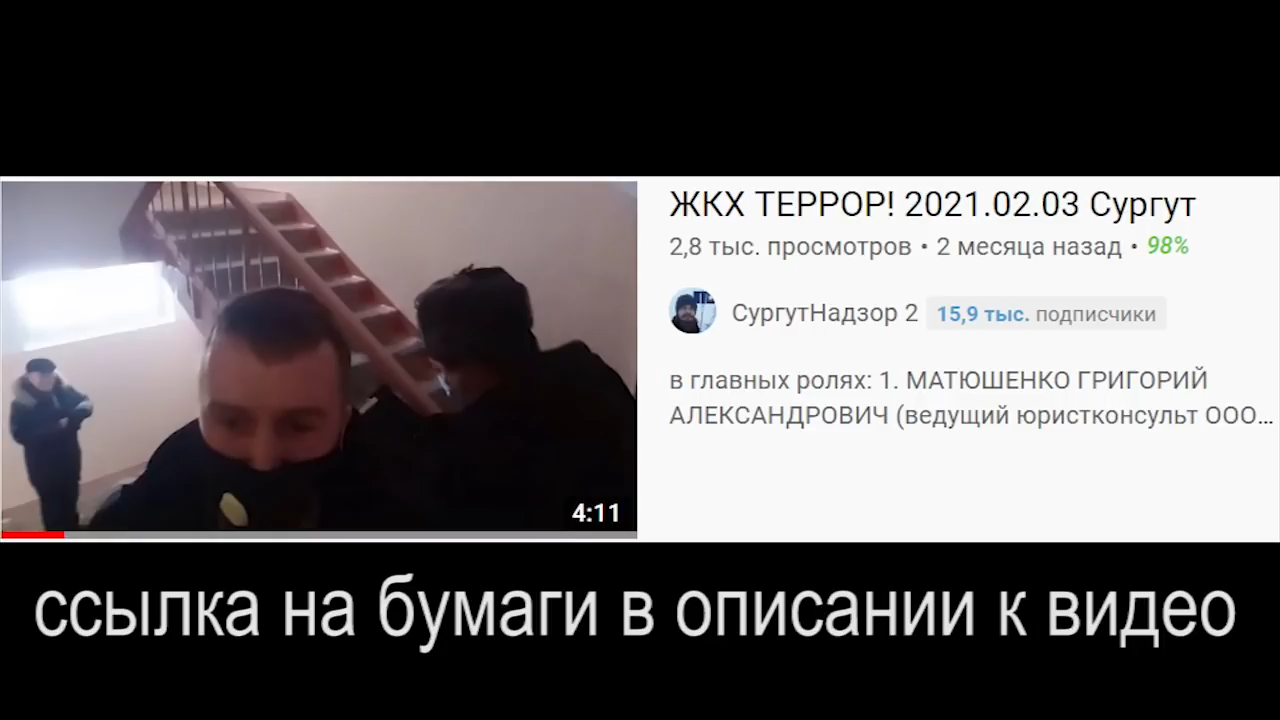 ЖКХ ТЕРРОР! 2021.02.03 Сургут
2,8 тыс. просмотров • 2 месяца назад • 98%
СургутНадзор 2 15,9 тыс. подписчики
в главных ролях: 1. МАТЮШЕНКО ГРИГОРИЙ
АЛЕКСАНДРОВИЧ (ведущий юристконсульт ООО...
4:11
ссылка на бумаги в описании к видео